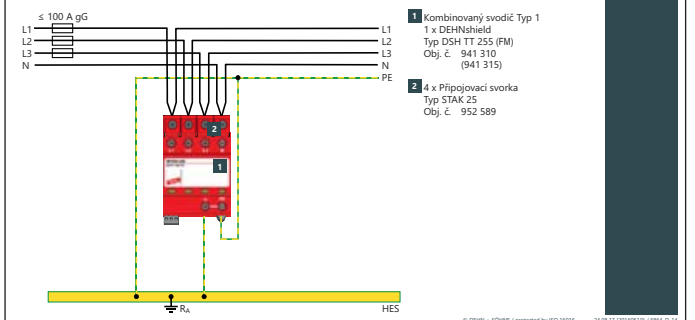 ≤ 100 A gG
L1
L2
L3
N
L1
L2
L3
N
PE
2
1
HES
RA
1 Kombinovaný svodič Typ 1
1 x DEHNshield
Typ DSH TT 255 (FM)
Obj. č. 941 310
(941 315)
2 4 x Připojovací svorka
Typ STAK 25
Obj. č. 952 589